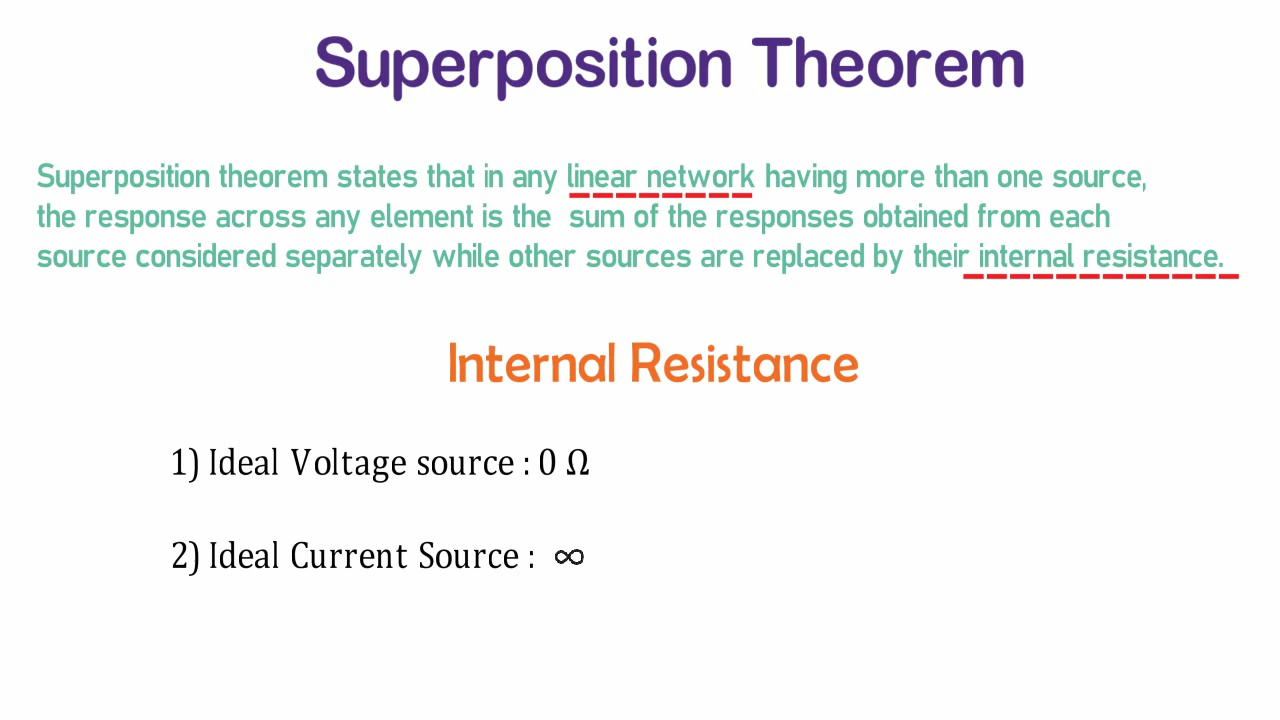 Superposition Theorem
Superposition theorem states that in any linear network having more than one source,
the response across any element is the sum of the responses obtained from each
source considered separately while other sources are replaced by their internal resistance.
Internal Resistance
1) Ideal Voltage source : 0 Ω
2) Ideal Current Source : ∞